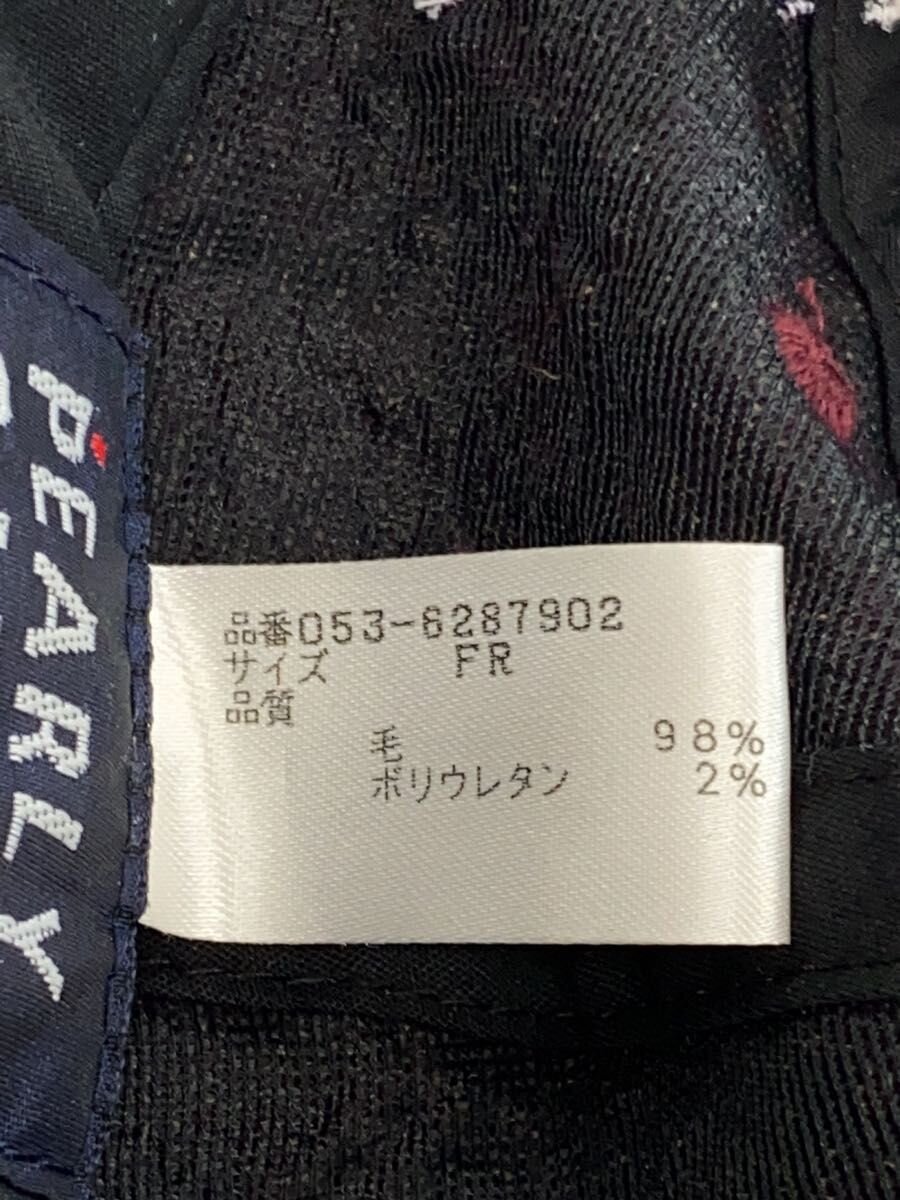 PEARLY
品番053-6287902
サイズ FR
品質
毛 98%
ポリウレタン 2%